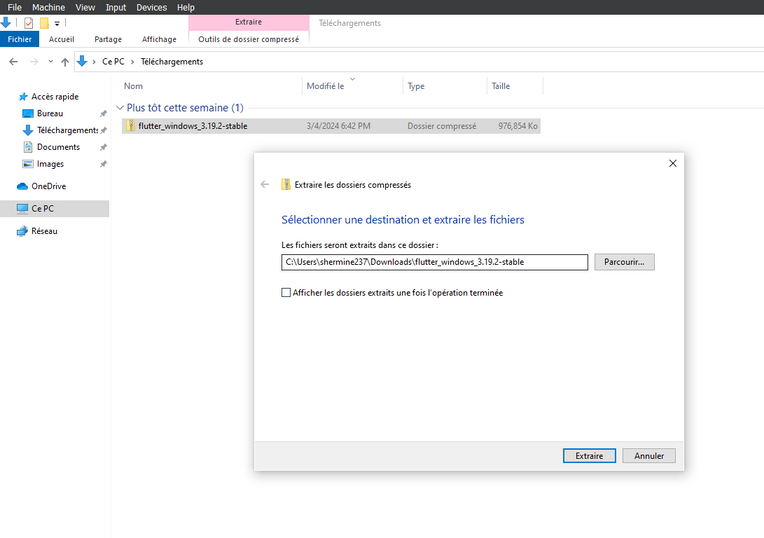 File Machine View Input Devices Help
Extraire Téléchargements
Fichier Accueil Partage Affichage Outils de dossier compressé
Ce PC > Téléchargements
Nom Modifié le Type Taille
Accès rapide
Bureau
Téléchargements
Documents
Images
OneDrive
Ce PC
Réseau
Plus tôt cette semaine (1)
flutter_windows_3.19.2-stable 3/4/2024 6:42 PM Dossier compressé 976,854 Ko
Extraire les dossiers compressés
Sélectionner une destination et extraire les fichiers
Les fichiers seront extraits dans ce dossier :
C:\Users\shermine237\Downloads\flutter_windows_3.19.2-stable Parcourir...
Afficher les dossiers extraits une fois l'opération terminée
Extraire Annuler